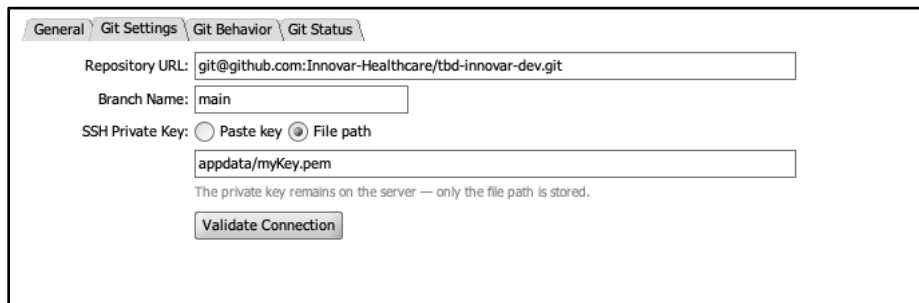 General Git Settings Git Behavior Git Status
Repository URL: git@github.com:Innovar-Healthcare/tbd-innovar-dev.git
Branch Name: main
SSH Private Key: Paste key File path
appdata/myKey.pem
The private key remains on the server — only the file path is stored.
Validate Connection